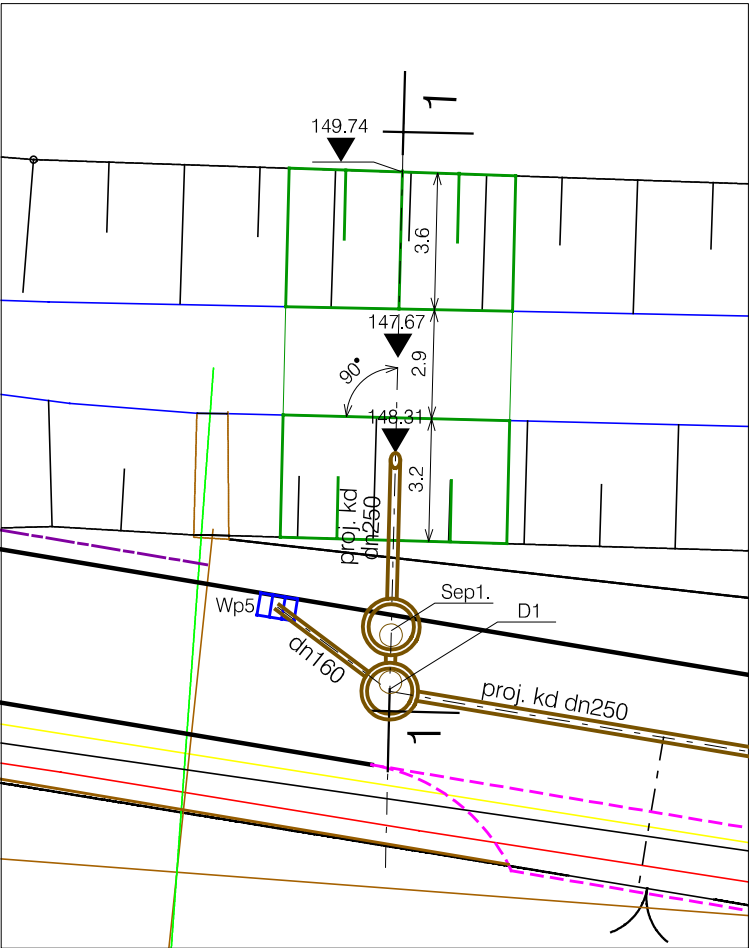 1
149.74
3.6
147.67
2.9
90°
148.31
3.2
proj. kd
dn250
Sep1.
Wp5
D1
dn160
proj. kd dn250
1